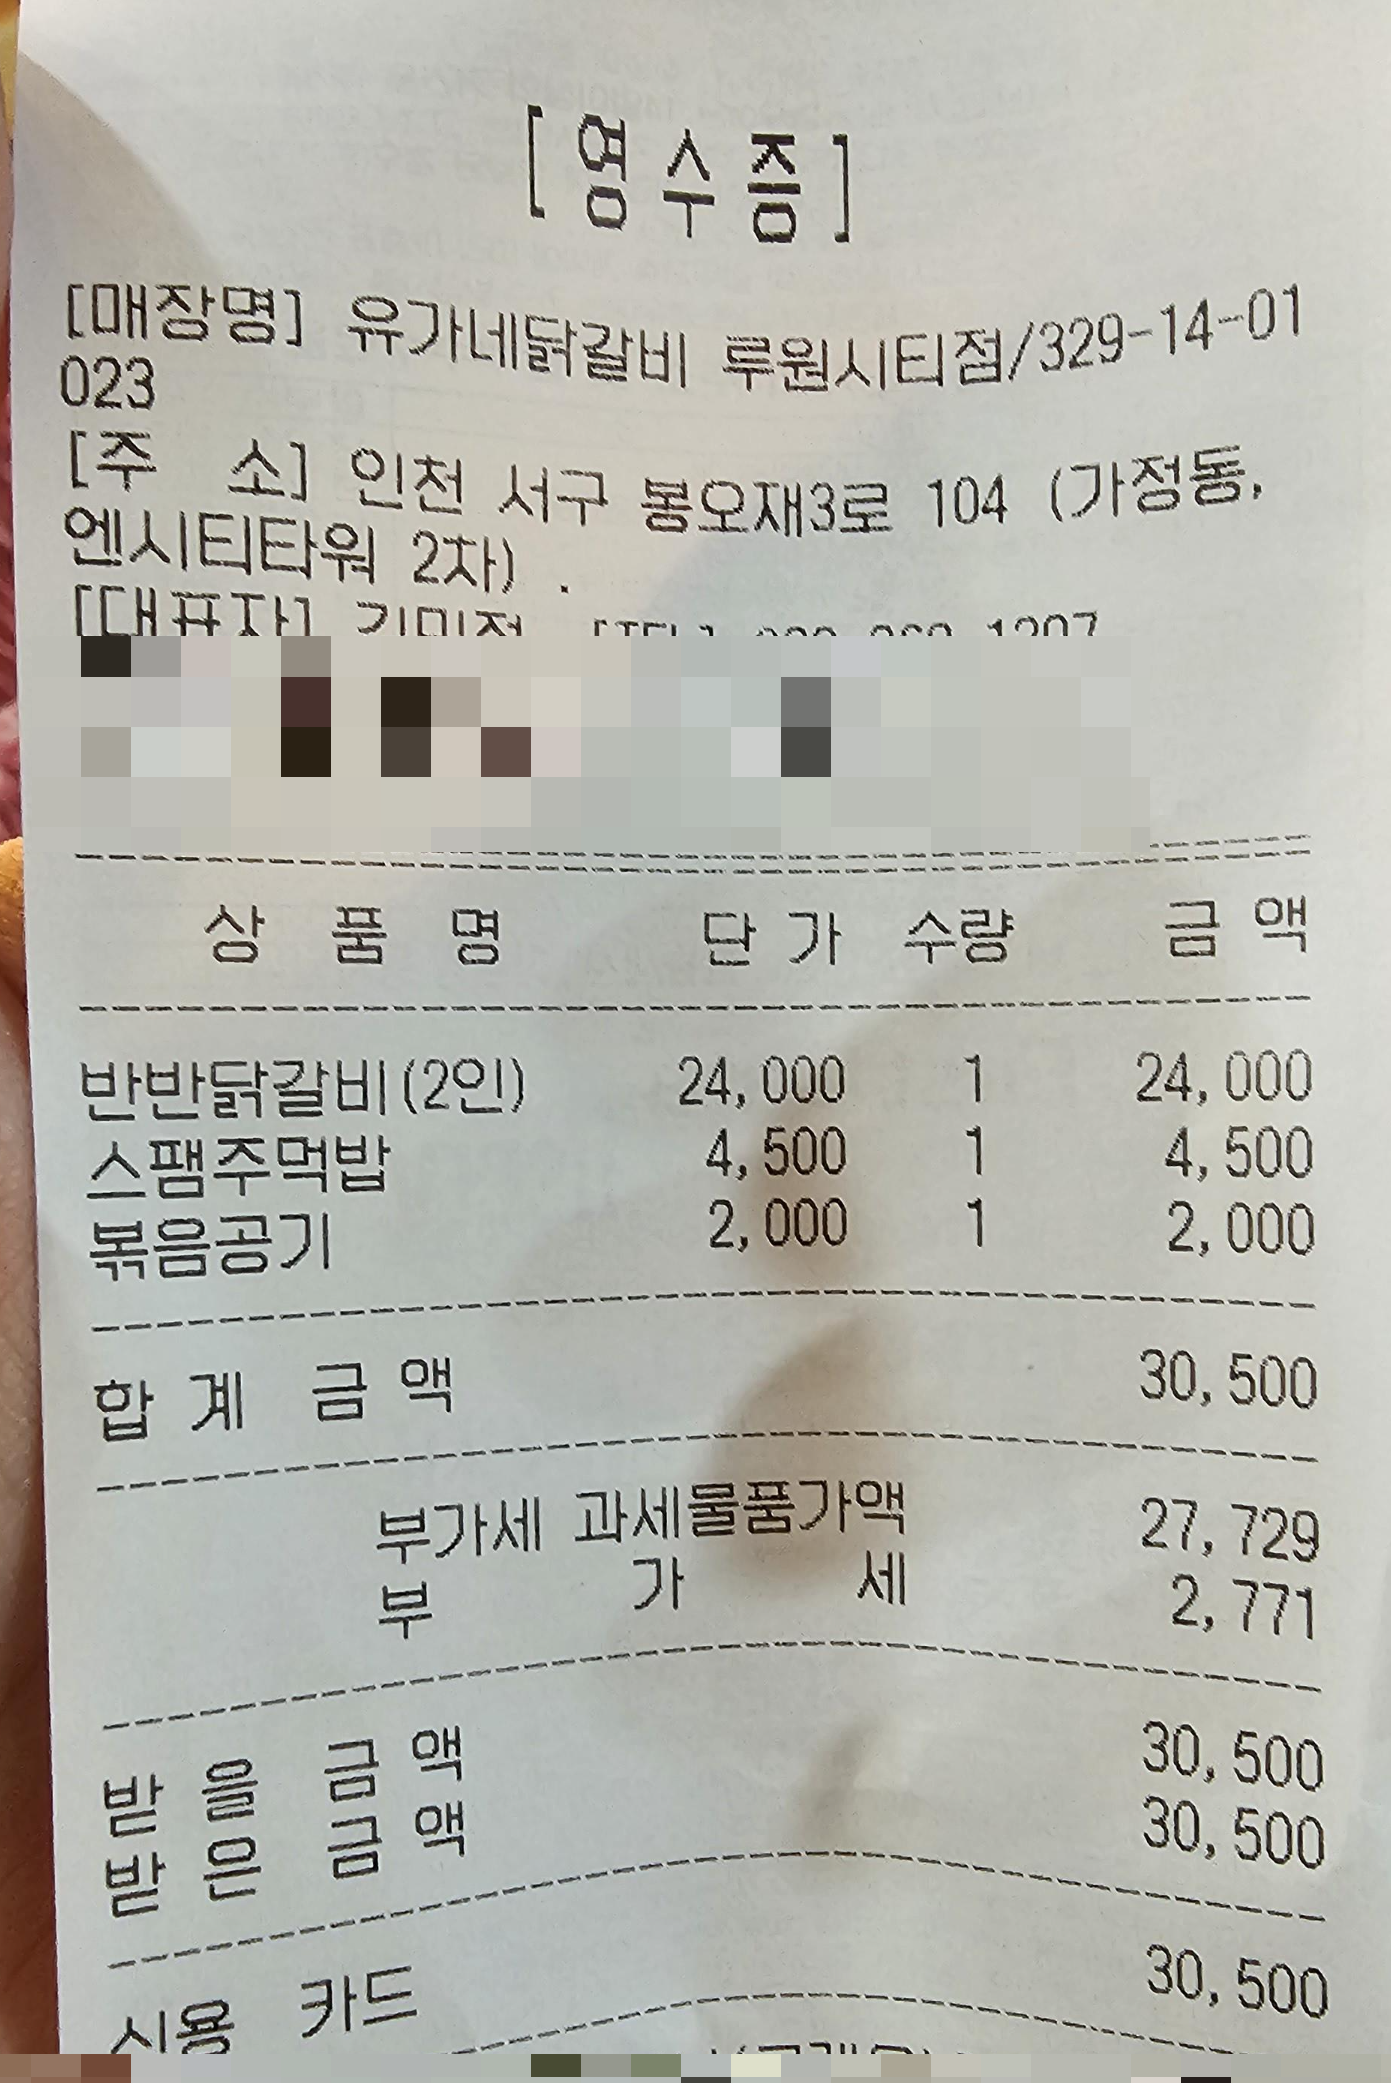 [영수증]
[매장명] 유가네닭갈비 루원시티점/329-14-01
023
[주 소] 인천 서구 봉오재3로 104 (가정동,
엔시티타워 2차) .
[대표자]
상 품 명 단 가 수량 금 액
반반닭갈비(2인) 24,000 1 24,000
스팸주먹밥 4,500 1 4,500
볶음공기 2,000 1 2,000
합 계 금 액 30,500
부가세 과세물품가액 27,729
부 가 세 2,771
받 을 금 액 30,500
받 은 금 액 30,500
신용 카드 30,500